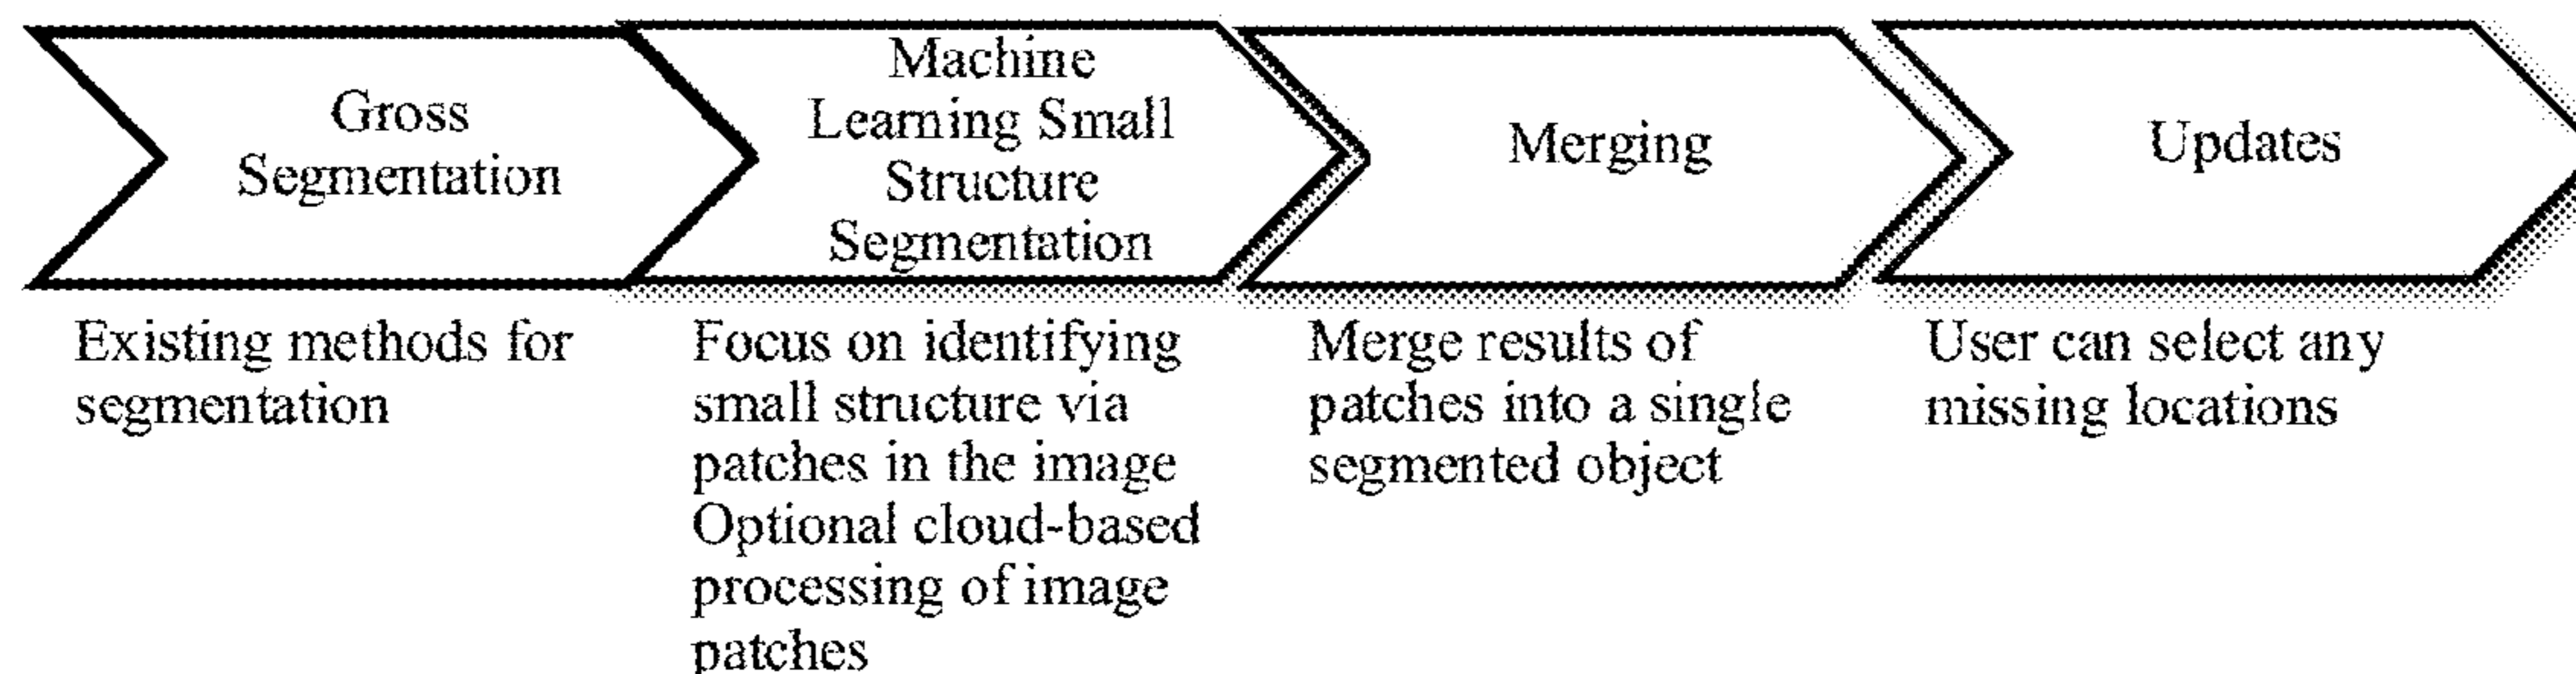 Gross
Segmentation
Machine
Learning Small
Structure
Segmentation
Merging
Updates
Existing methods for
segmentation
Focus on identifying
small structure via
patches in the image
Optional cloud-based
processing of image
patches
Merge results of
patches into a single
segmented object
User can select any
missing locations